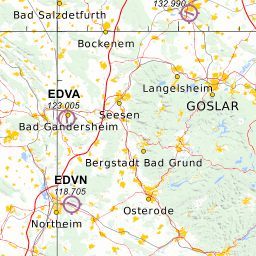 132.990
Bad Salzdetfurth
Bockenem
Langelsheim
EDVA
123.005
GOSLAR
Seesen
Bad Gandersheim
Bergstadt Bad Grund
EDVN
118.705
Osterode
Northeim